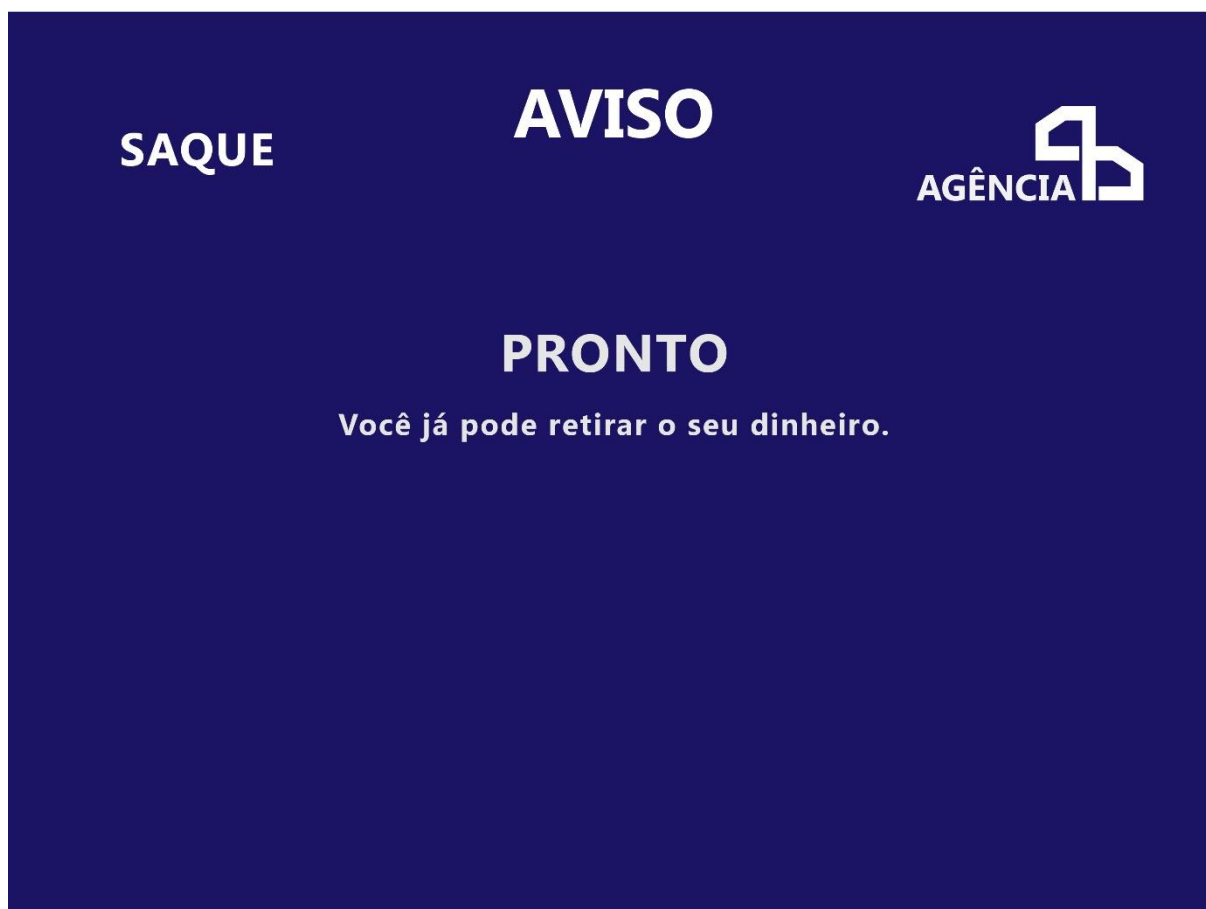 AVISO
SAQUE
AGÊNCIA
PRONTO
Você já pode retirar o seu dinheiro.